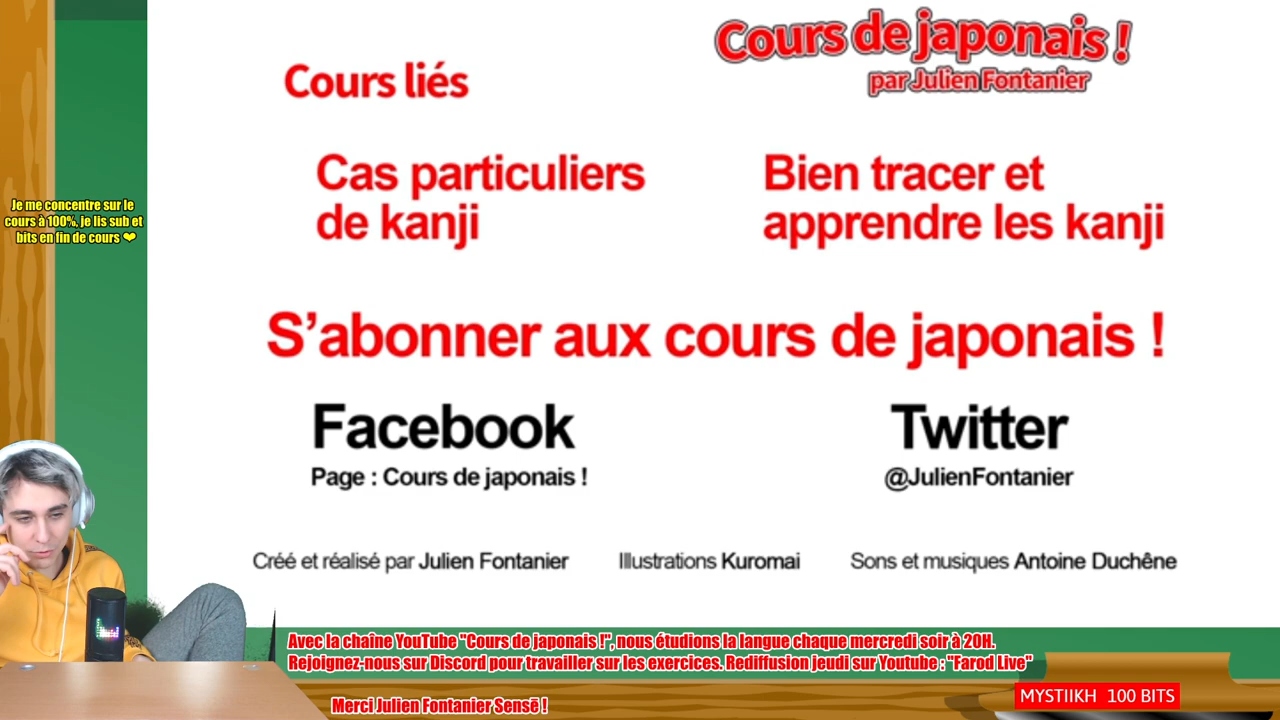 Cours de japonais !
par Julien Fontanier
Cours liés
Cas particuliers
de kanji
Bien tracer et
apprendre les kanji
Je me concentre sur le
cours à 100%, je lis sub et
bits en fin de cours ❤
S’abonner aux cours de japonais !
Facebook
Page : Cours de japonais !
Twitter
@JulienFontanier
Créé et réalisé par Julien Fontanier
Illustrations Kuromai
Sons et musiques Antoine Duchêne
Avec la chaîne YouTube "Cours de japonais !", nous étudions la langue chaque mercredi soir à 20H.
Rejoignez-nous sur Discord pour travailler sur les exercices. Rediffusion jeudi sur Youtube : "Farod Live"
Merci Julien Fontanier Sensē !
MYSTIIKH 100 BITS